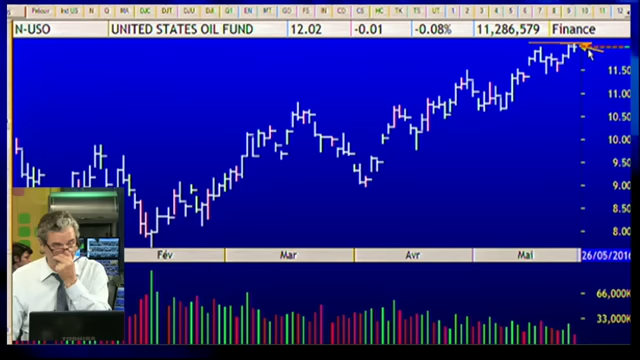 N-USO UNITED STATES OIL FUND 12.02 -0.01 -0.08% 11,286,579 Finance
11.50
11.00
10.50
10.00
9.50
9.00
8.50
8.00
Fév Mar Avr Mai 26/05/2016
66,000K
33,000K